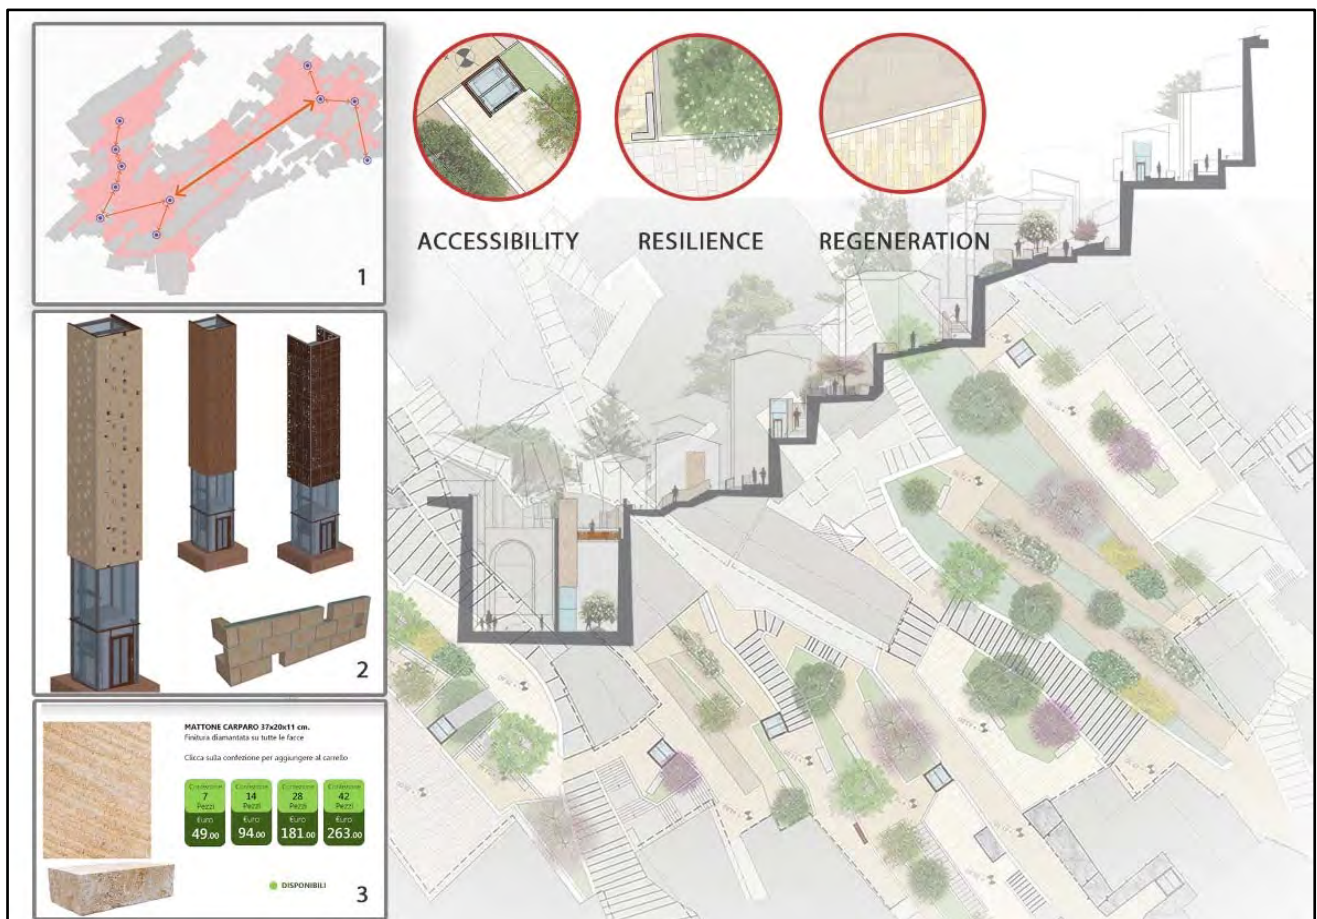 1
ACCESSIBILITY
RESILIENCE
REGENERATION
2
MATTONE CARPARO 37x20x11 cm.
Finitura diamantata su tutte le facce
Clicca sulla confezione per aggiungere al carrello
Confezione
7
Pezzi
Euro
49.00
Confezione
14
Pezzi
Euro
94.00
Confezione
28
Pezzi
Euro
181.00
Confezione
42
Pezzi
Euro
263.00
DISPONIBILI
3